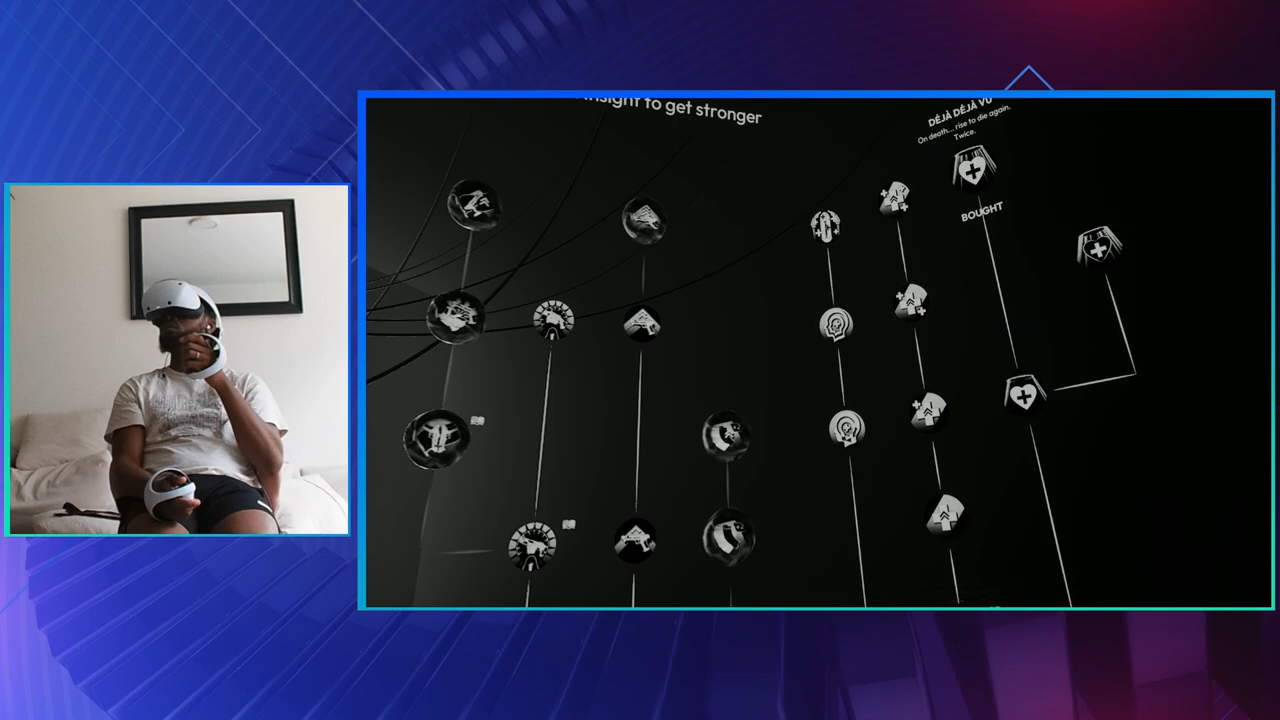 Insight to get stronger
DÉJÀ DÉJÀ VU
On death... rise to die again.
Twice.
BOUGHT